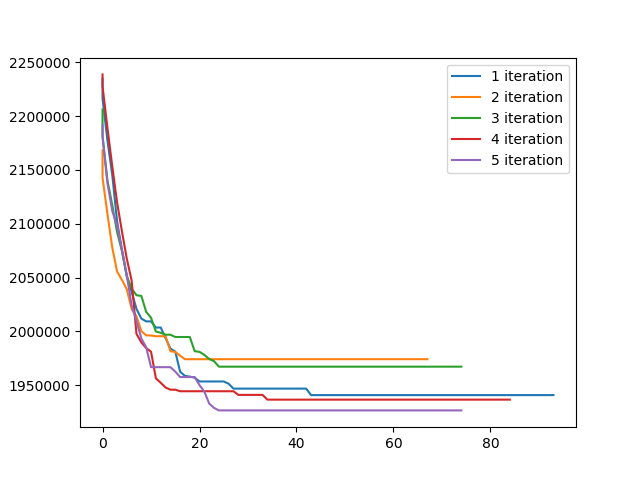 2250000
2200000
2150000
2100000
2050000
2000000
1950000
0 20 40 60 80
1 iteration
2 iteration
3 iteration
4 iteration
5 iteration